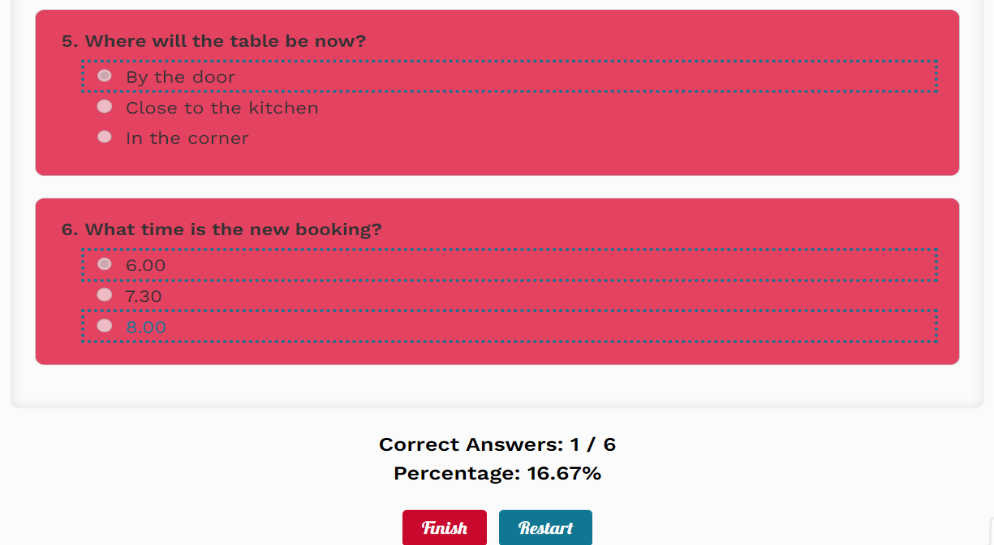 5. Where will the table be now?
By the door
Close to the kitchen
In the corner
6. What time is the new booking?
6.00
7.30
8.00
Correct Answers: 1 / 6
Percentage: 16.67%
Finish Restart